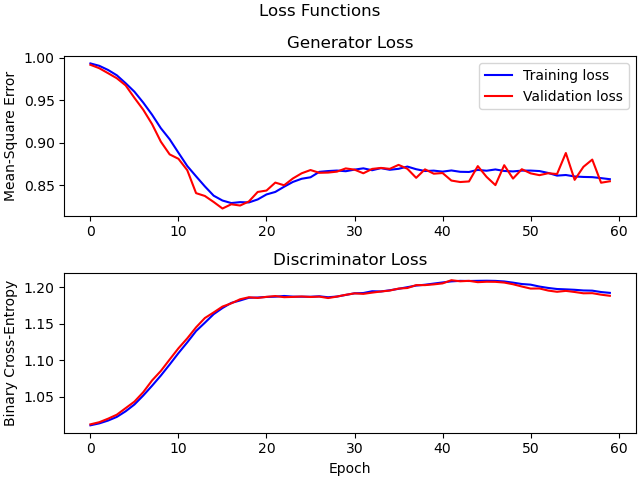 Loss Functions
Generator Loss
Mean-Square Error
1.00
0.95
0.90
0.85
Training loss
Validation loss
0 10 20 30 40 50 60
Discriminator Loss
Binary Cross-Entropy
1.20
1.15
1.10
1.05
0 10 20 30 40 50 60
Epoch